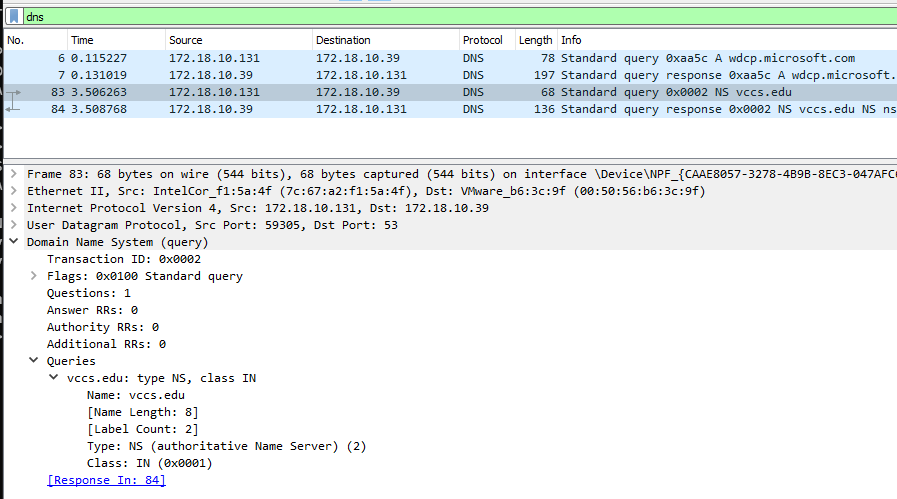 dns
No. Time Source Destination Protocol Length Info
6 0.115227 172.18.10.131 172.18.10.39 DNS 78 Standard query 0xaa5c A wdcp.microsoft.com
7 0.131019 172.18.10.39 172.18.10.131 DNS 197 Standard query response 0xaa5c A wdcp.microsoft.
83 3.506263 172.18.10.131 172.18.10.39 DNS 68 Standard query 0x0002 NS vccs.edu
84 3.508768 172.18.10.39 172.18.10.131 DNS 136 Standard query response 0x0002 NS vccs.edu NS ns
Frame 83: 68 bytes on wire (544 bits), 68 bytes captured (544 bits) on interface \Device\NPF_{CAAE8057-3278-4B9B-8EC3-047AFC
Ethernet II, Src: IntelCor_f1:5a:4f (7c:67:a2:f1:5a:4f), Dst: VMware_b6:3c:9f (00:50:56:b6:3c:9f)
Internet Protocol Version 4, Src: 172.18.10.131, Dst: 172.18.10.39
User Datagram Protocol, Src Port: 59305, Dst Port: 53
Domain Name System (query)
Transaction ID: 0x0002
Flags: 0x0100 Standard query
Questions: 1
Answer RRs: 0
Authority RRs: 0
Additional RRs: 0
Queries
vccs.edu: type NS, class IN
Name: vccs.edu
[Name Length: 8]
[Label Count: 2]
Type: NS (authoritative Name Server) (2)
Class: IN (0x0001)
[Response In: 84]